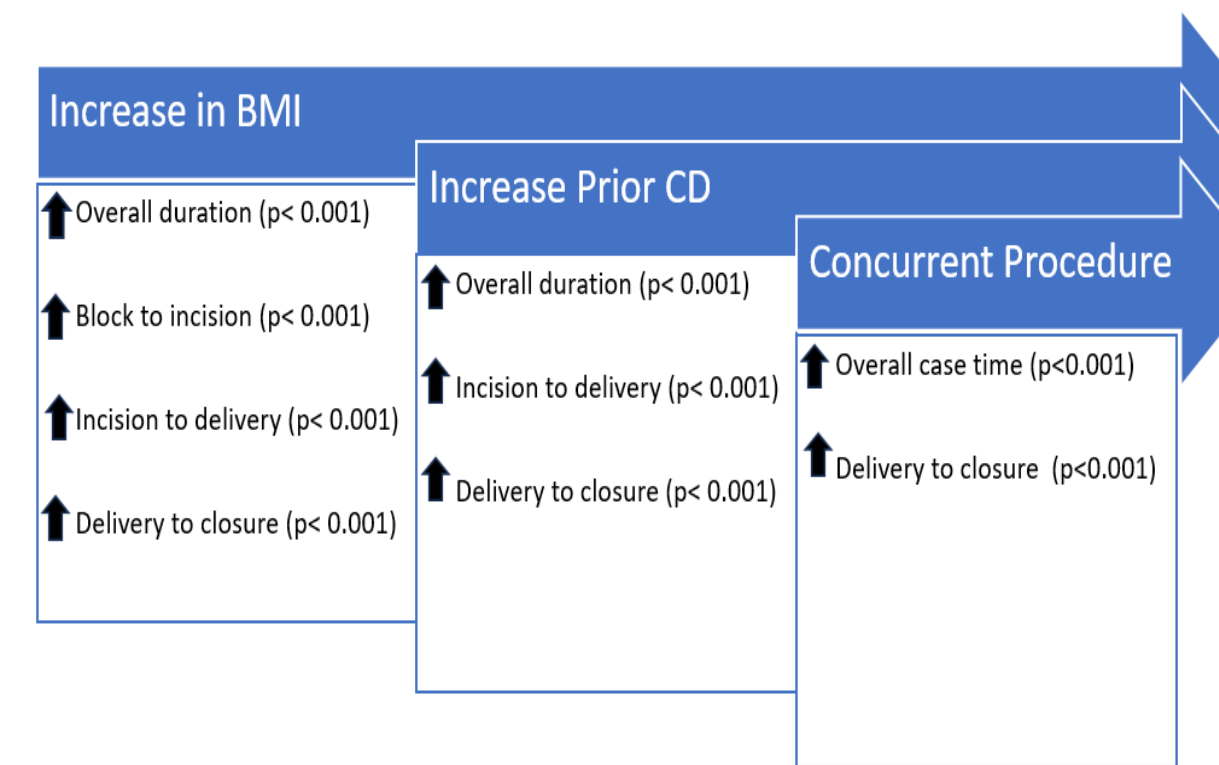 Increase in BMI
Overall duration (p< 0.001)
Block to incision (p< 0.001)
Incision to delivery (p< 0.001)
Delivery to closure (p< 0.001)
Increase Prior CD
Overall duration (p< 0.001)
Incision to delivery (p< 0.001)
Delivery to closure (p< 0.001)
Concurrent Procedure
Overall case time (p<0.001)
Delivery to closure (p<0.001)